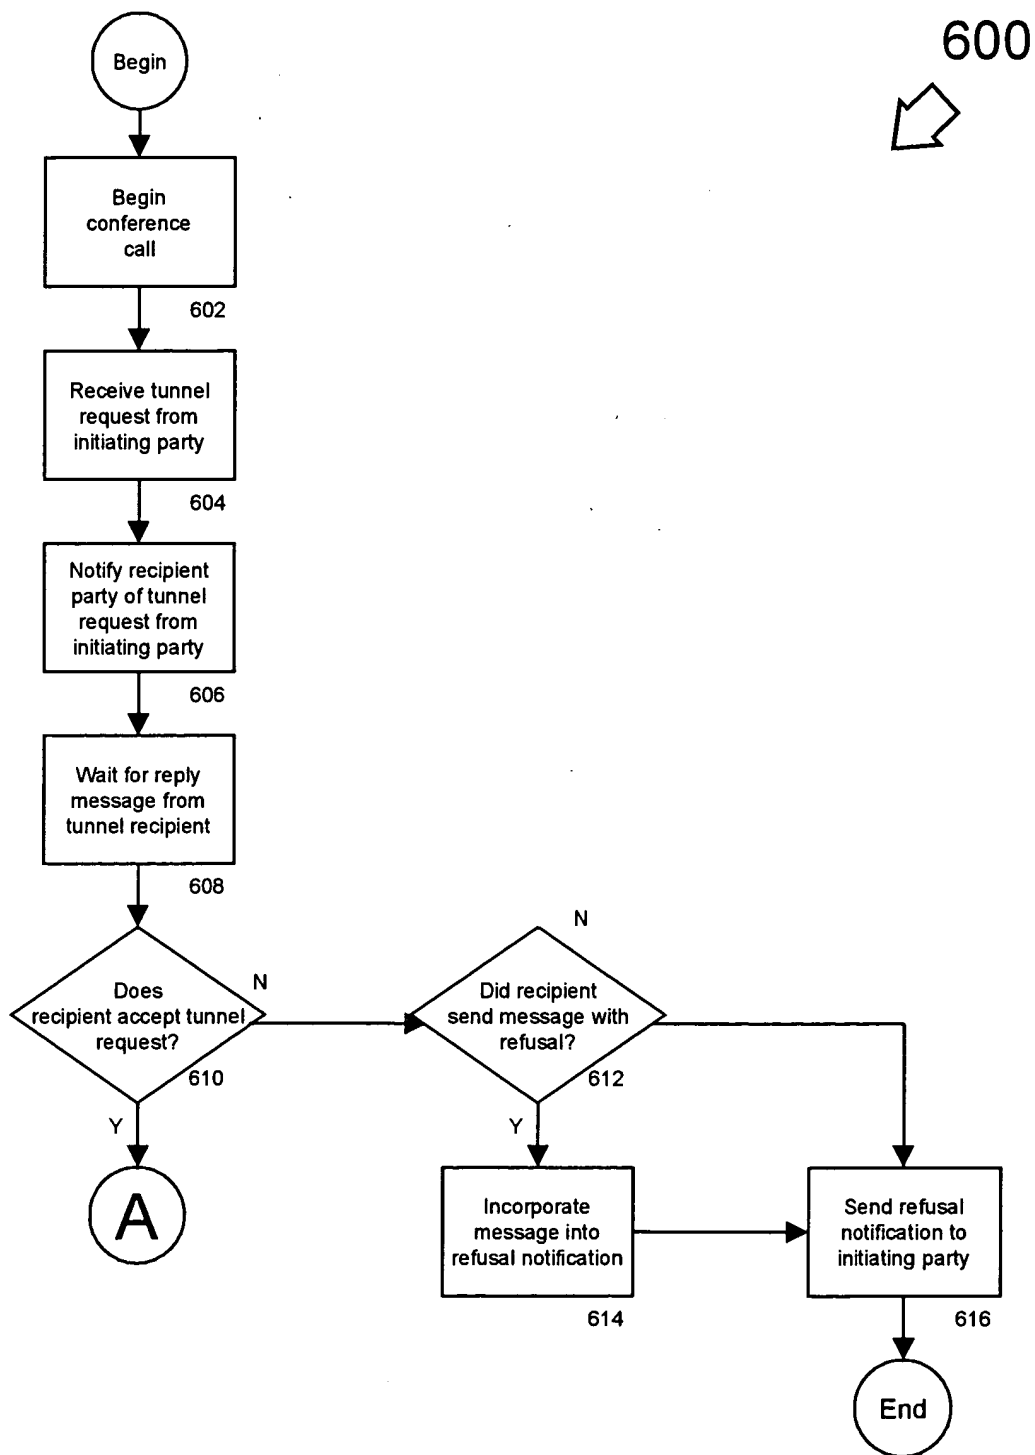 600
Begin
Begin
conference
call
602
Receive tunnel
request from
initiating party
604
Notify recipient
party of tunnel
request from
initiating party
606
Wait for reply
message from
tunnel recipient
608
Does
recipient accept tunnel
request?
610
N
Y
A
Did recipient
send message with
refusal?
612
N
Y
Incorporate
message into
refusal notification
614
Send refusal
notification to
initiating party
616
End